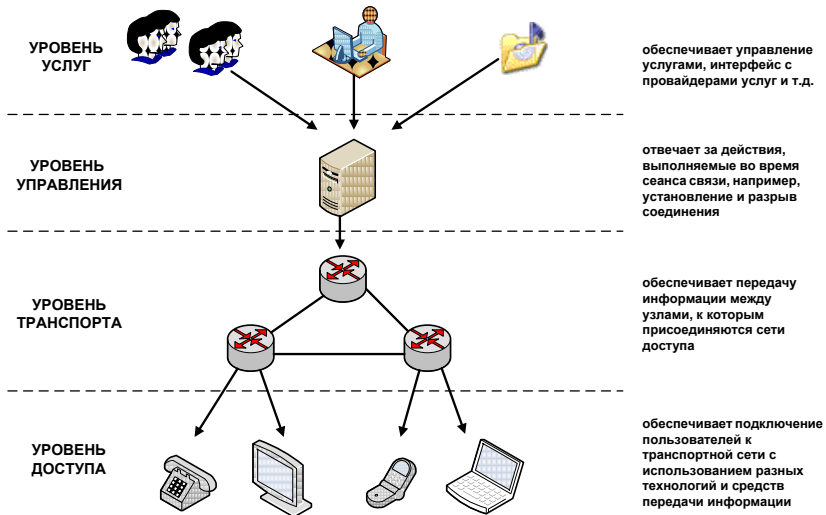 УРОВЕНЬ
УСЛУГ
обеспечивает управление
услугами, интерфейс с
провайдерами услуг и т.д.
УРОВЕНЬ
УПРАВЛЕНИЯ
отвечает за действия,
выполняемые во время
сеанса связи, например,
установление и разрыв
соединения
УРОВЕНЬ
ТРАНСПОРТА
обеспечивает передачу
информации между
узлами, к которым
присоединяются сети
доступа
УРОВЕНЬ
ДОСТУПА
обеспечивает подключение
пользователей к
транспортной сети с
использованием разных
технологий и средств
передачи информации